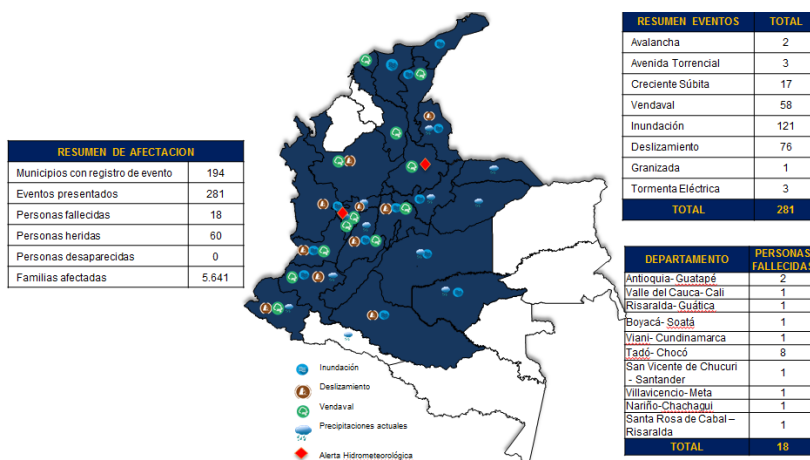 RESUMEN DE AFECTACION
Municipios con registro de evento 194
Eventos presentados 281
Personas fallecidas 18
Personas heridas 60
Personas desaparecidas 0
Familias afectadas 5.641
Inundación
Deslizamiento
Vendaval
Precipitaciones actuales
Alerta Hidrometeorológica
RESUMEN EVENTOS TOTAL
Avalancha 2
Avenida Torrencial 3
Creciente Súbita 17
Vendaval 58
Inundación 121
Deslizamiento 76
Granizada 1
Tormenta Eléctrica 3
TOTAL 281
DEPARTAMENTO PERSONAS
FALLECIDAS
Antioquia- Guatapé 2
Valle del Cauca- Cali 1
Risaralda- Guática 1
Boyacá- Soatá 1
Viani- Cundinamarca 1
Tadó- Chocó 8
San Vicente de Chucuri
- Santander 1
Villavicencio- Meta 1
Nariño-Chachagui 1
Santa Rosa de Cabal –
Risaralda 1
TOTAL 18